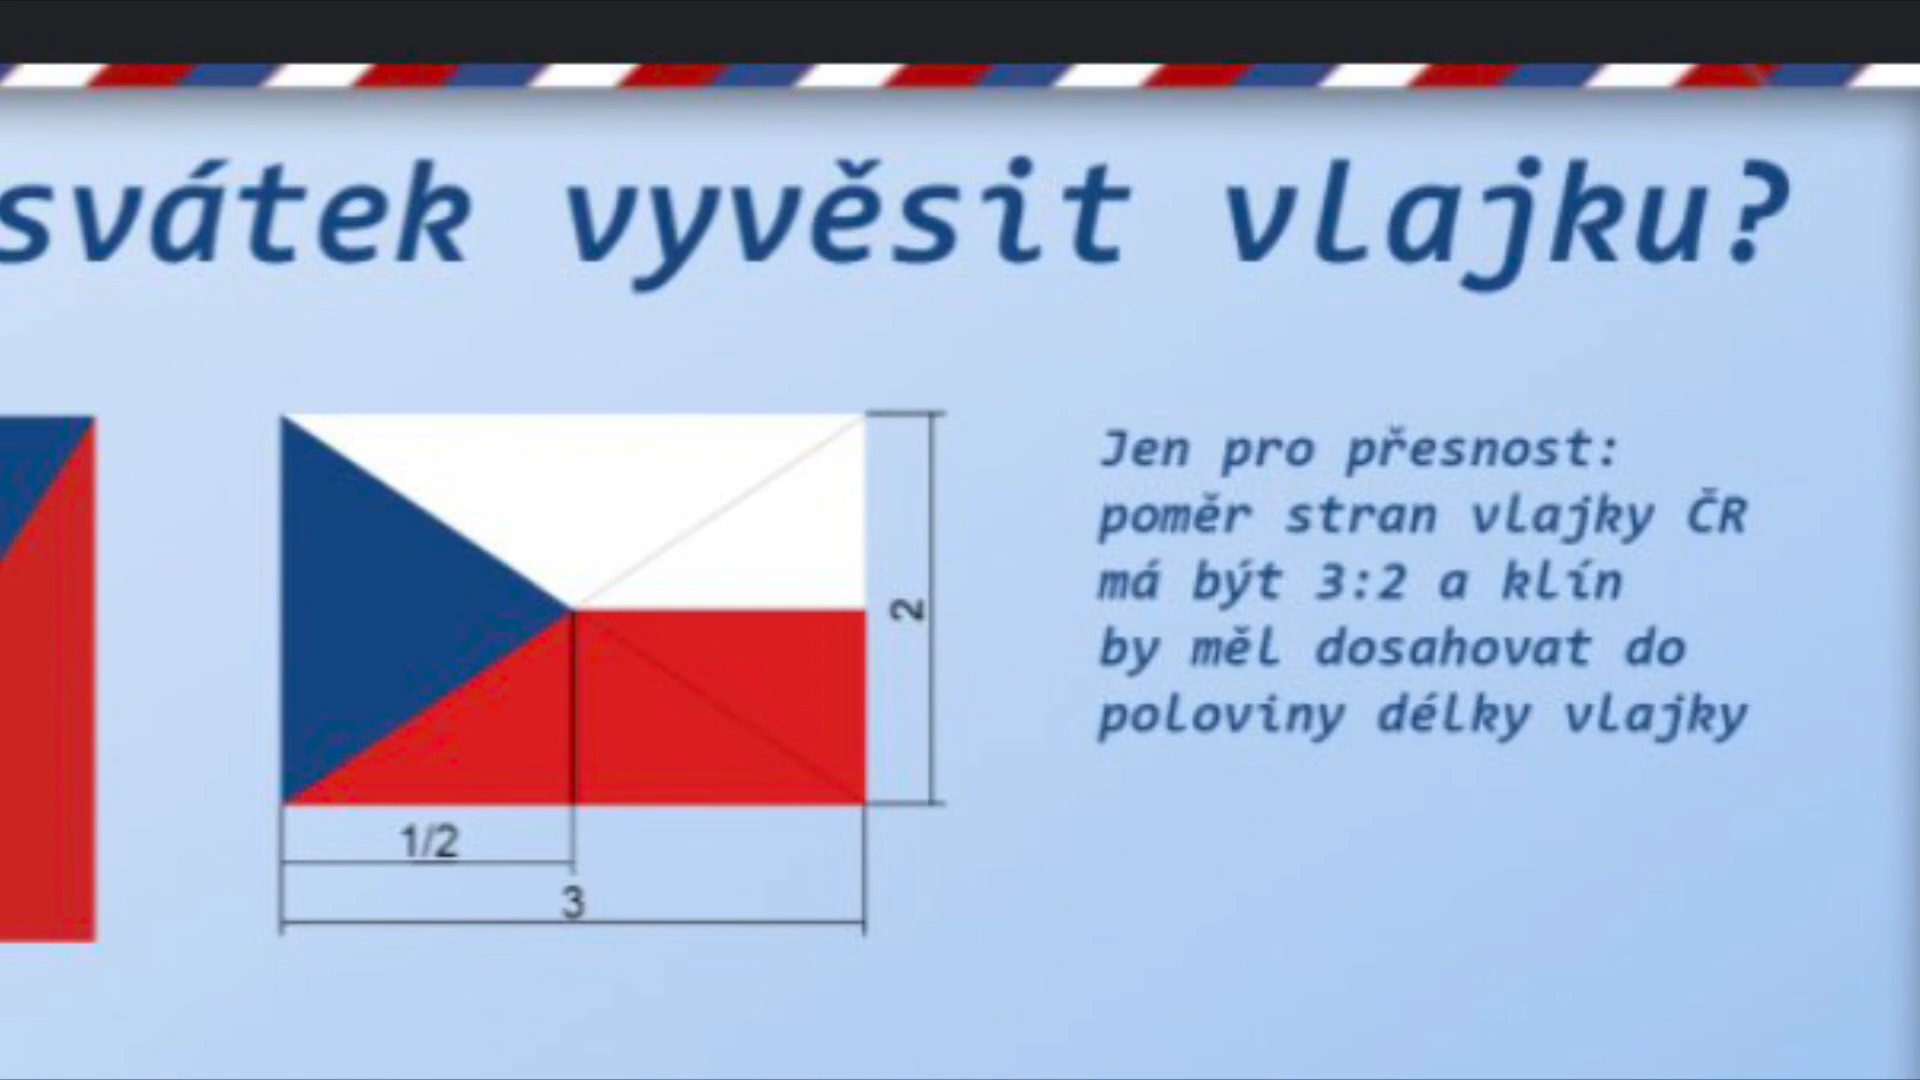 svátek vyvěsit vlajku?
Jen pro přesnost:
poměr stran vlajky ČR
má být 3:2 a klín
by měl dosahovat do
poloviny délky vlajky
2
1/2
3